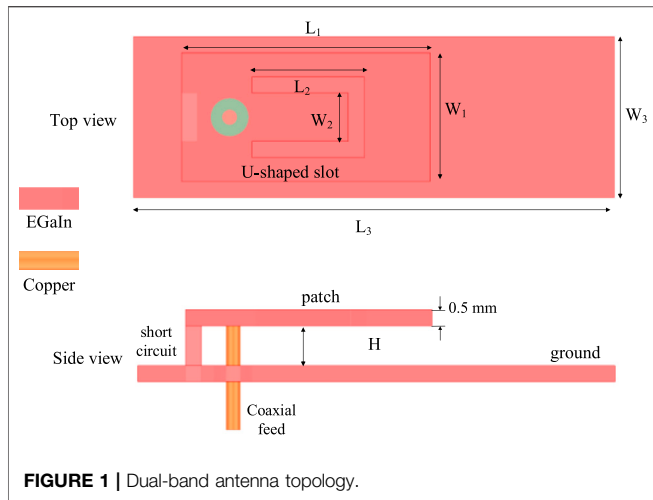 L₁
L₂
W₂
W₁
W₃
Top view
U-shaped slot
L₃
EGaIn
Copper
patch
0.5 mm
short
circuit
H
Side view
ground
Coaxial
feed
FIGURE 1 | Dual-band antenna topology.